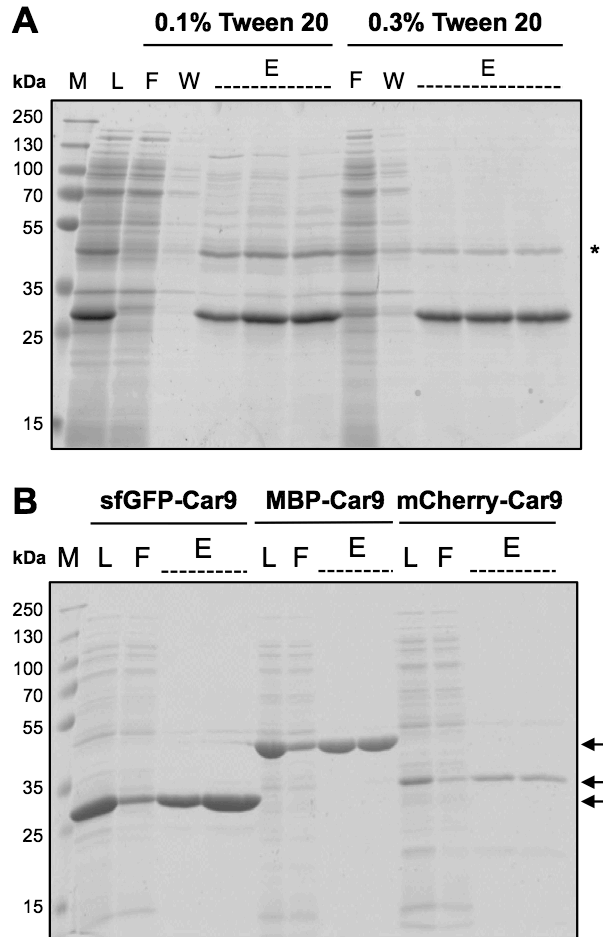 A
0.1% Tween 20 0.3% Tween 20
kDa M L F W E F W E
250
130
100
70
55
*
35
25
15
B
sfGFP-Car9 MBP-Car9 mCherry-Car9
kDa M L F E L F E L F E
250
130
100
70
55
35
25
15